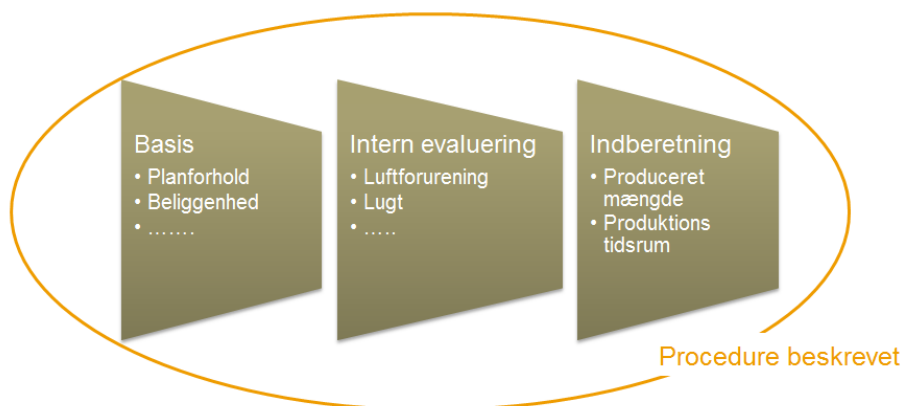 Basis
• Planforhold
• Beliggenhed
• …….
Intern evaluering
• Luftforurening
• Lugt
• …..
Indberetning
• Produceret
mængde
• Produktions
tidsrum
Procedure beskrevet